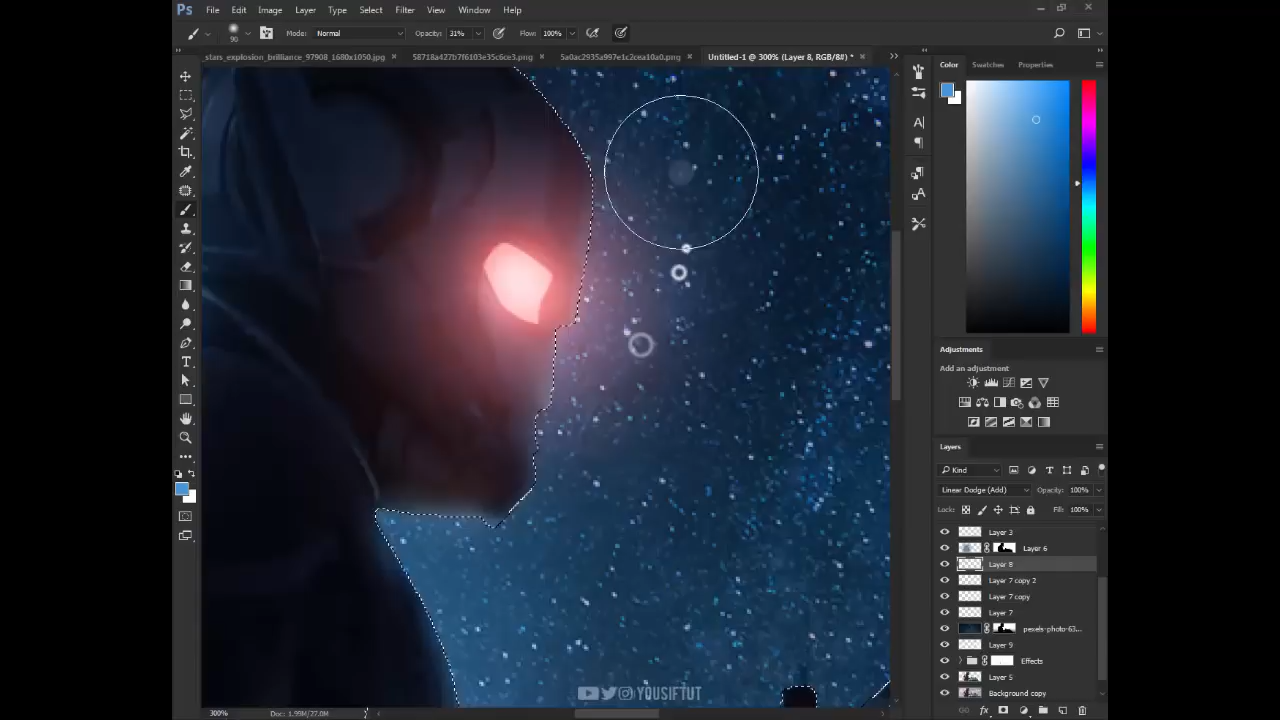 Ps File Edit Image Layer Type Select Filter View Window Help
90 Mode: Normal Opacity: 31% Flow: 100%
_stars_explosion_brilliance_97908_1680x1050.jpg × 58718a427b7f6103e35c6ce3.png × 5a0ac2935a997e1c2cea10a0.png × Untitled-1 @ 300% (Layer 8, RGB/8#) * ×
Color Swatches Properties
Adjustments
Add an adjustment
Layers
Kind
Linear Dodge (Add) Opacity: 100%
Lock: Fill: 100%
Layer 3
Layer 6
Layer 8
Layer 7 copy 2
Layer 7 copy
Layer 7
pexels-photo-63...
Layer 9
Effects
Layer 5
Background copy
YOUSIFTUT
300% Doc: 1.99M/27.0M